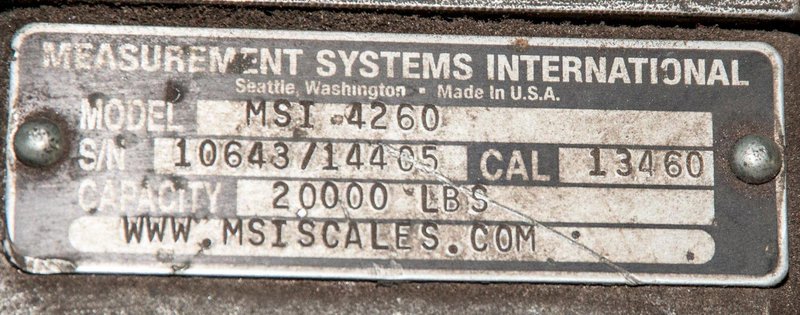 MEASUREMENT SYSTEMS INTERNATIONAL
Seattle, Washington • Made In U.S.A.
MODEL MSI 4260
S/N 10643/14405 CAL 13460
CAPACITY 20000 LBS
WWW.MSISCALES.COM